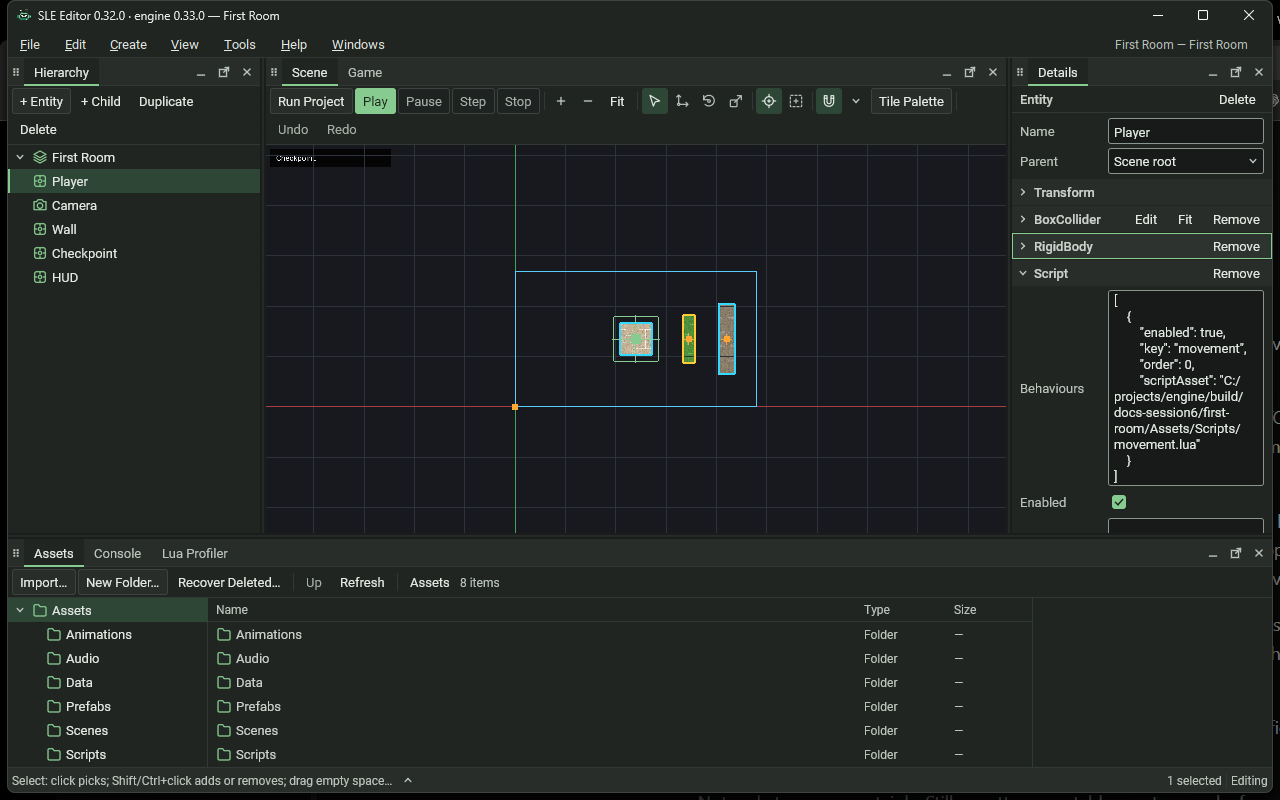 SLE Editor 0.32.0 · engine 0.33.0 — First Room
File Edit Create View Tools Help Windows
First Room — First Room
Hierarchy
+ Entity + Child Duplicate
Delete
First Room
Player
Camera
Wall
Checkpoint
HUD
Scene Game
Run Project Play Pause Step Stop + − Fit Tile Palette
Undo Redo
Checkpoint
Details
Entity Delete
Name Player
Parent Scene root
Transform
BoxCollider Edit Fit Remove
RigidBody Remove
Script Remove
Behaviours
[
{
"enabled": true,
"key": "movement",
"order": 0,
"scriptAsset": "C:/
projects/engine/build/
docs-session6/first-
room/Assets/Scripts/
movement.lua"
}
]
Enabled
Assets Console Lua Profiler
Import... New Folder... Recover Deleted... Up Refresh Assets 8 items
Assets
Animations
Audio
Data
Prefabs
Scenes
Scripts
Name Type Size
Animations Folder —
Audio Folder —
Data Folder —
Prefabs Folder —
Scenes Folder —
Scripts Folder —
Select: click picks; Shift/Ctrl+click adds or removes; drag empty space...
1 selected Editing